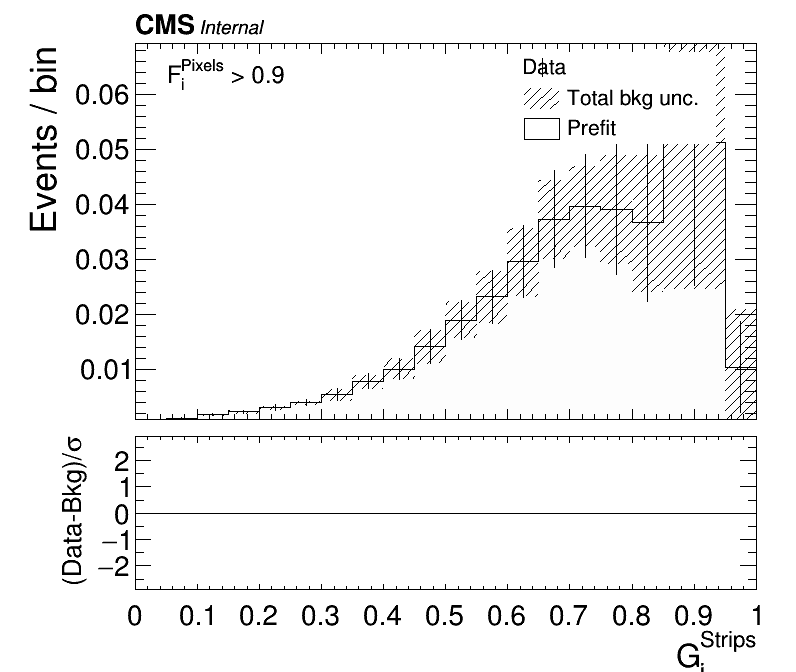 CMS Internal
F_i^Pixels > 0.9
Data
Total bkg unc.
Prefit
Events / bin
0.06
0.05
0.04
0.03
0.02
0.01
(Data-Bkg)/σ
2
1
0
−1
−2
0 0.1 0.2 0.3 0.4 0.5 0.6 0.7 0.8 0.9 1
G_i^Strips